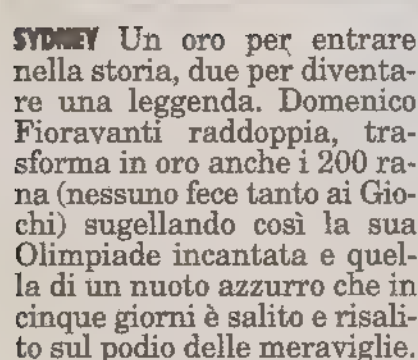 SYDNEY Un oro per entrare
nella storia, due per diventa-
re una leggenda. Domenico
Fioravanti raddoppia, tra-
sforma in oro anche i 200 ra-
na (nessuno fece tanto ai Gio-
chi) sugellando così la sua
Olimpiade incantata e quel-
la di un nuoto azzurro che in
cinque giorni è salito e risali-
to sul podio delle meraviglie.